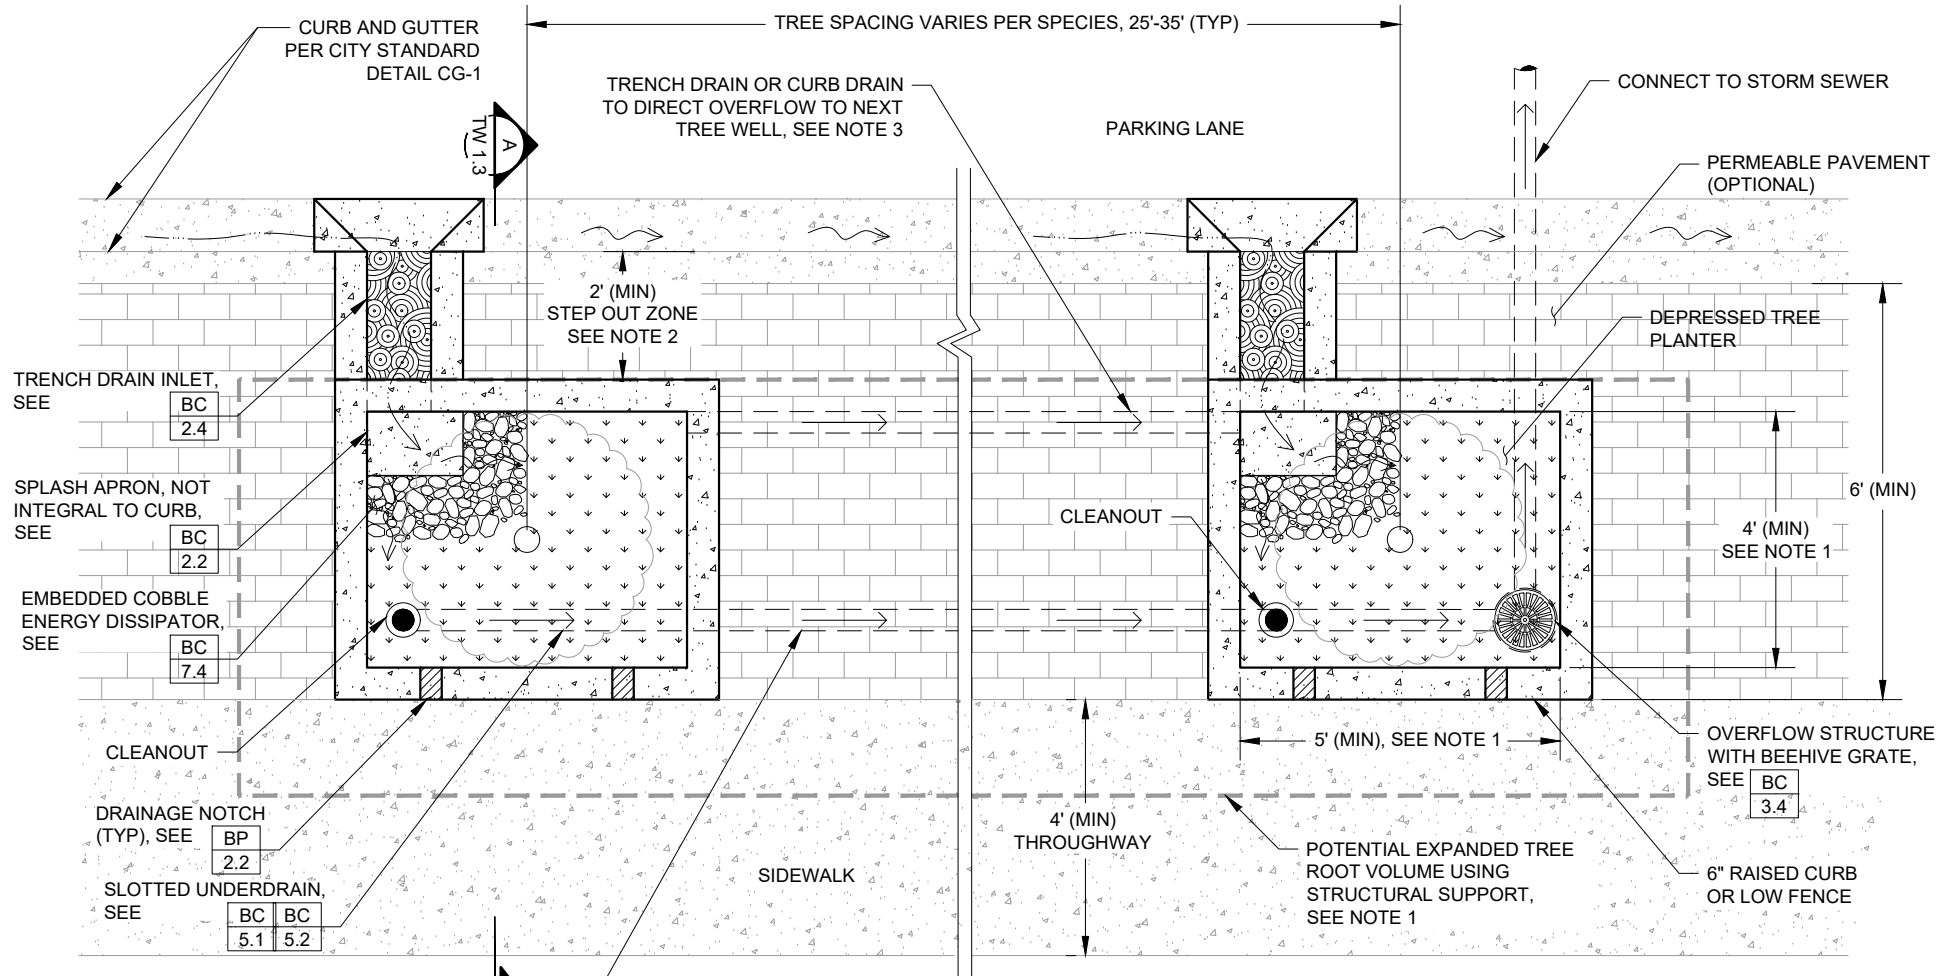 CURB AND GUTTER
PER CITY STANDARD
DETAIL CG-1
TREE SPACING VARIES PER SPECIES, 25'-35' (TYP)
TRENCH DRAIN OR CURB DRAIN
TO DIRECT OVERFLOW TO NEXT
TREE WELL, SEE NOTE 3
PARKING LANE
CONNECT TO STORM SEWER
PERMEABLE PAVEMENT
(OPTIONAL)
A
TW 1.3
2' (MIN)
STEP OUT ZONE
SEE NOTE 2
DEPRESSED TREE
PLANTER
TRENCH DRAIN INLET,
SEE
BC
2.4
SPLASH APRON, NOT
INTEGRAL TO CURB,
SEE
BC
2.2
EMBEDDED COBBLE
ENERGY DISSIPATOR,
SEE
BC
7.4
CLEANOUT
6' (MIN)
4' (MIN)
SEE NOTE 1
CLEANOUT
5' (MIN), SEE NOTE 1
OVERFLOW STRUCTURE
WITH BEEHIVE GRATE,
SEE
BC
3.4
DRAINAGE NOTCH
(TYP), SEE
BP
2.2
4' (MIN)
THROUGHWAY
SIDEWALK
POTENTIAL EXPANDED TREE
ROOT VOLUME USING
STRUCTURAL SUPPORT,
SEE NOTE 1
6" RAISED CURB
OR LOW FENCE
SLOTTED UNDERDRAIN,
SEE
BC BC
5.1 5.2